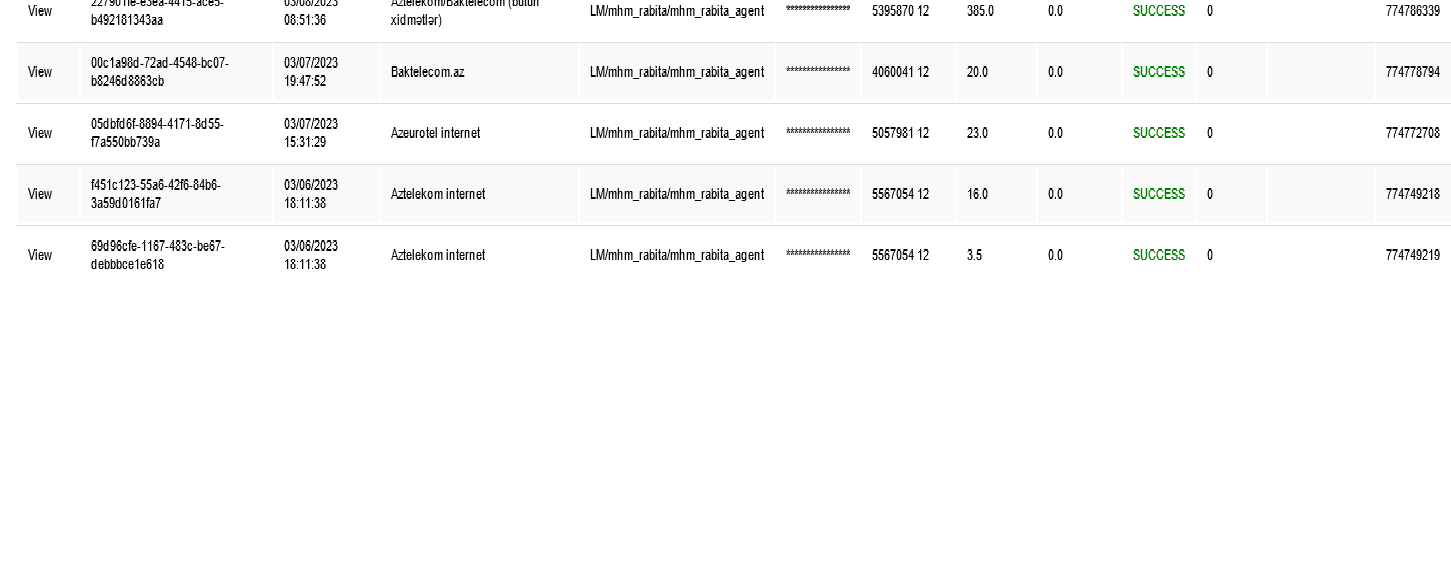 View 227901fe-e3ea-4415-ace5- 03/08/2023 Aztelekom/Baktelecom (bütün LM/mhm_rabita/mhm_rabita_agent *************** 5395870 12 385.0 0.0 SUCCESS 0 774786339
b492181343aa 08:51:36 xidmətlər)
View 00c1a98d-72ad-4548-bc07- 03/07/2023 Baktelecom.az LM/mhm_rabita/mhm_rabita_agent *************** 4060041 12 20.0 0.0 SUCCESS 0 774778794
b8246d8863cb 19:47:52
View 05dbfd6f-8894-4171-8d55- 03/07/2023 Azeurotel internet LM/mhm_rabita/mhm_rabita_agent *************** 5057981 12 23.0 0.0 SUCCESS 0 774772708
f7a550bb739a 15:31:29
View f451c123-55a6-42f6-84b6- 03/06/2023 Aztelekom internet LM/mhm_rabita/mhm_rabita_agent *************** 5567054 12 16.0 0.0 SUCCESS 0 774749218
3a59d0161fa7 18:11:38
View 69d96cfe-1167-483c-be67- 03/06/2023 Aztelekom internet LM/mhm_rabita/mhm_rabita_agent *************** 5567054 12 3.5 0.0 SUCCESS 0 774749219
debbbce1e618 18:11:38